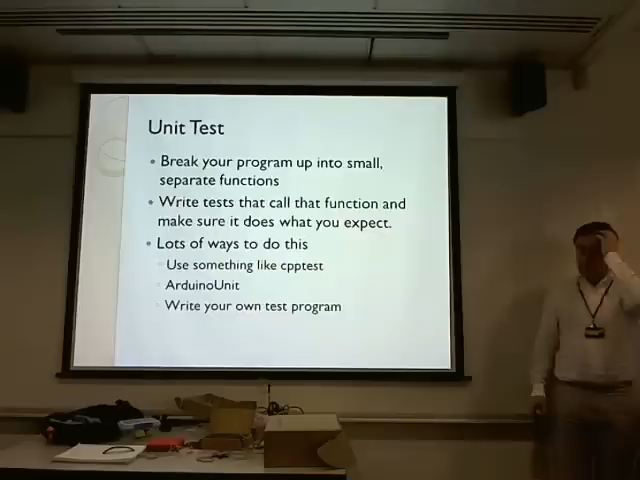 Unit Test
Break your program up into small,
separate functions
Write tests that call that function and
make sure it does what you expect.
Lots of ways to do this
Use something like cpptest
ArduinoUnit
Write your own test program